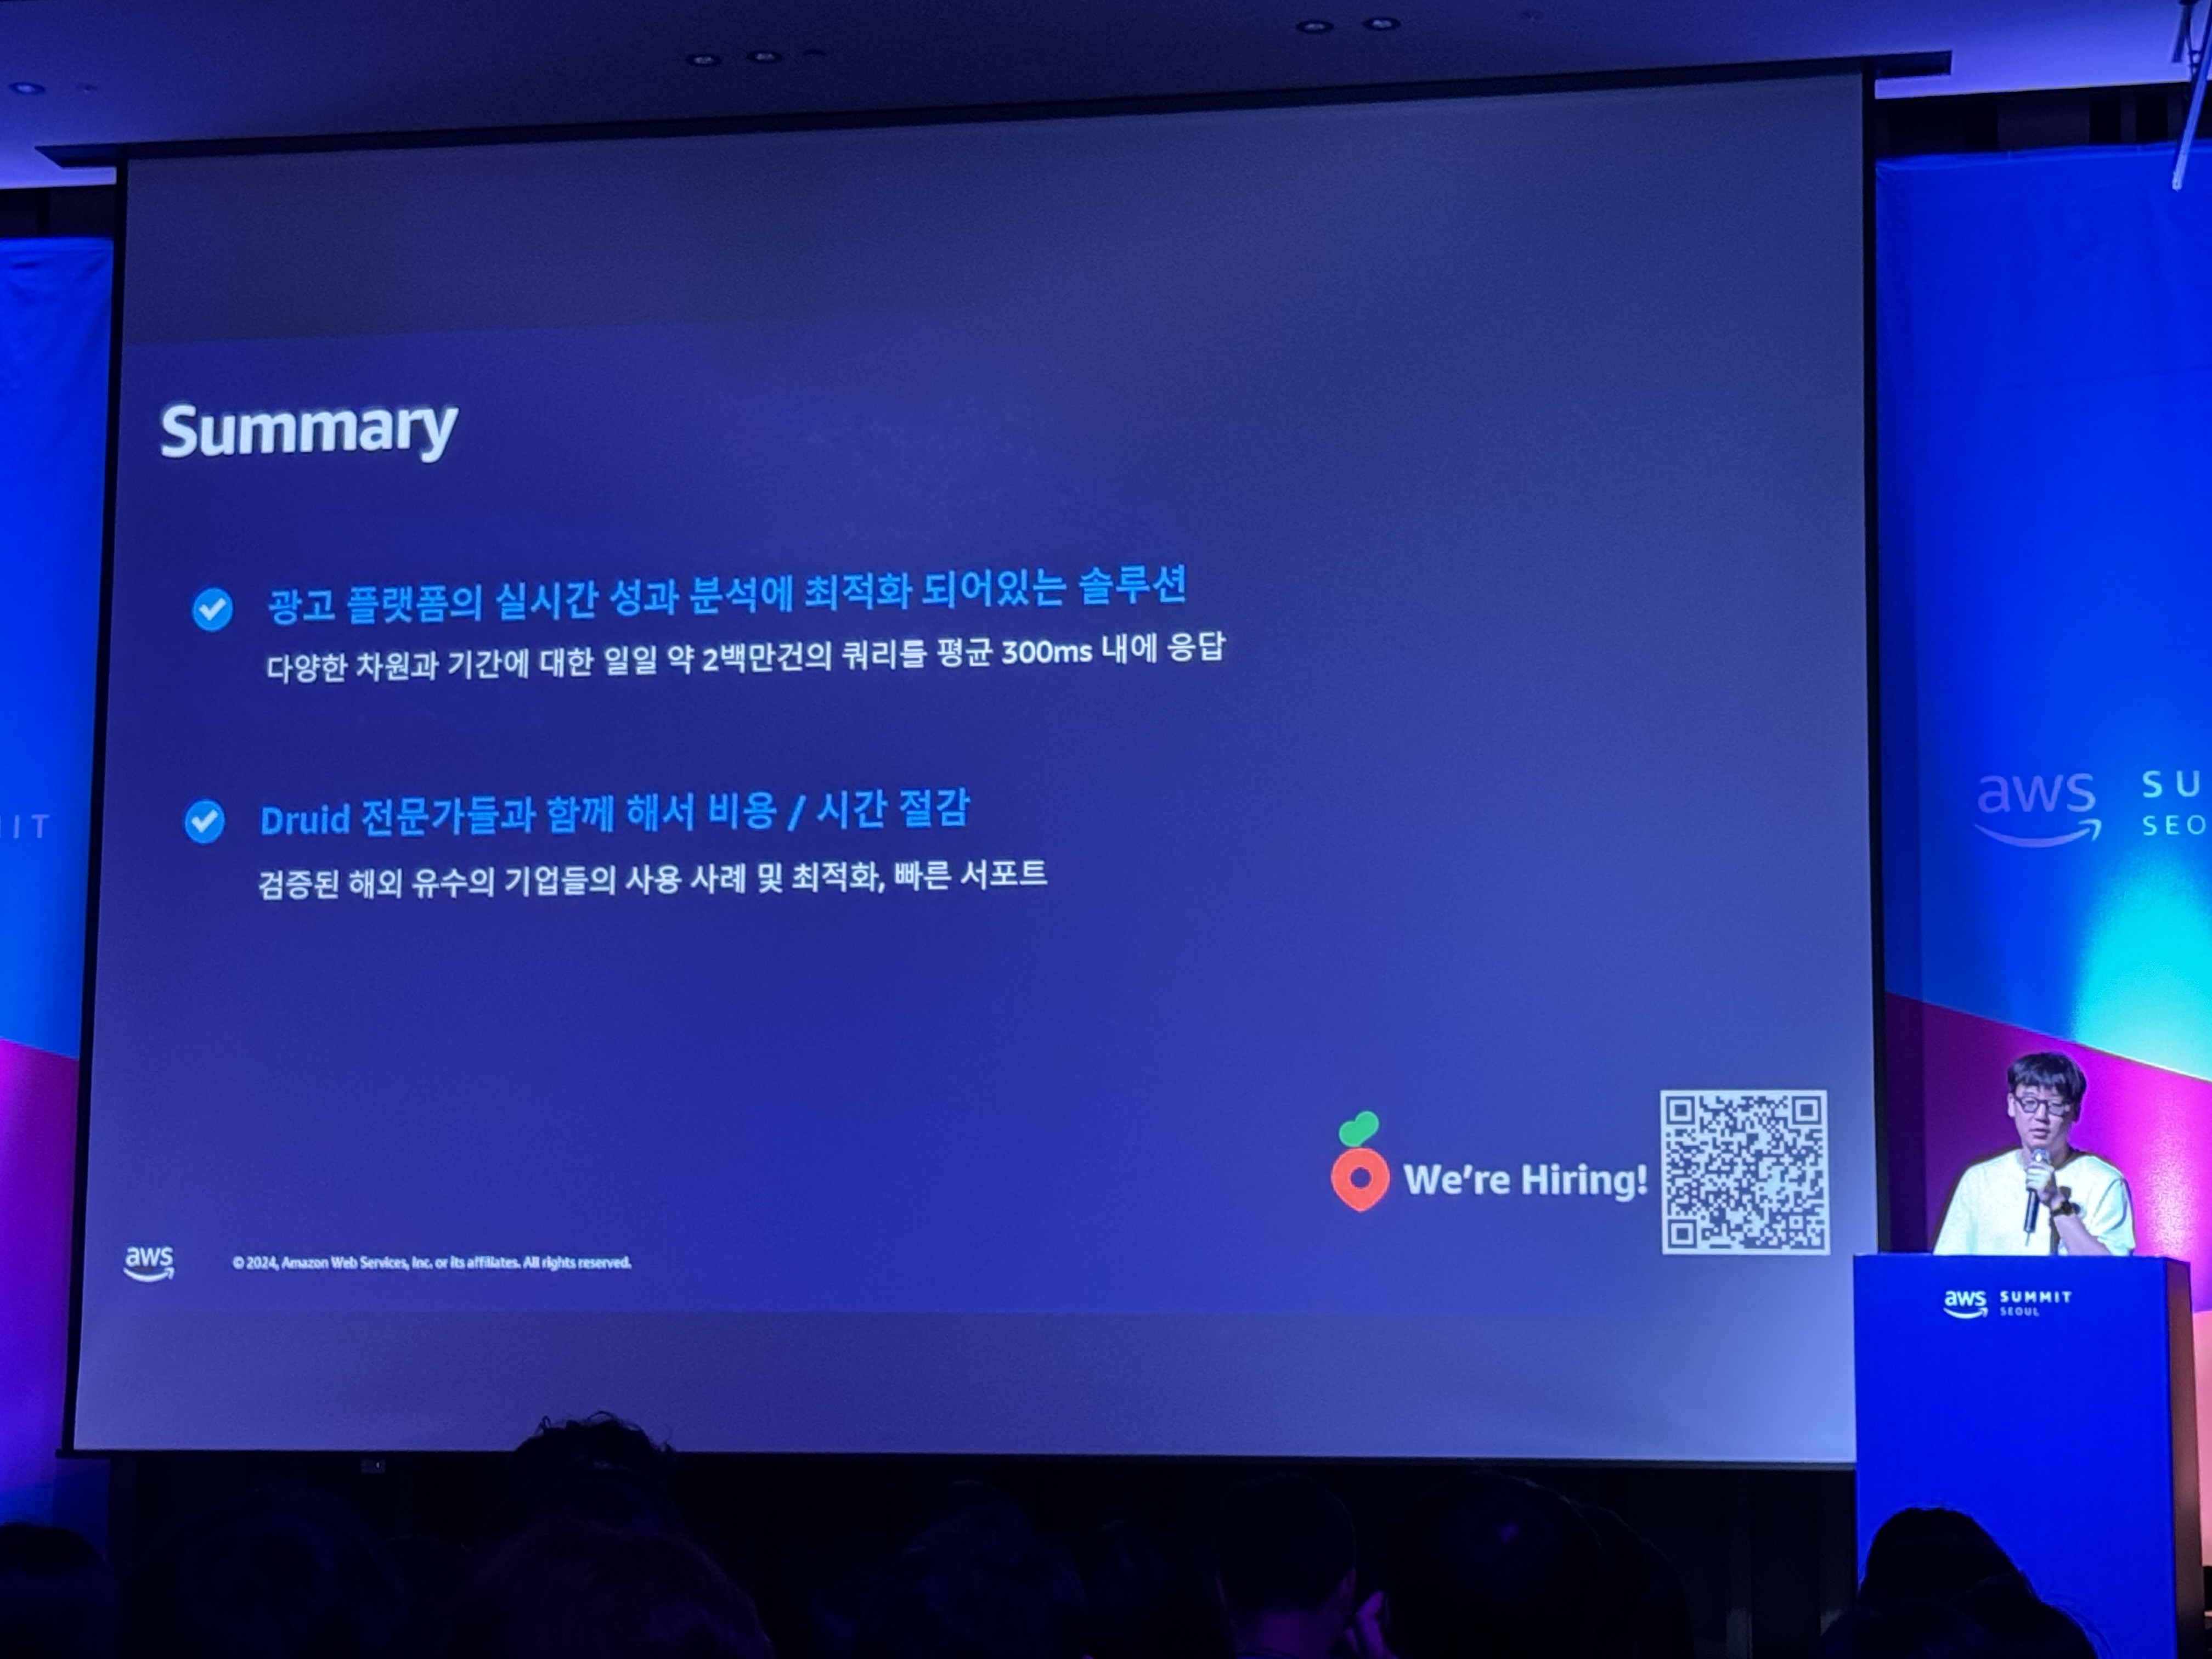 Summary
광고 플랫폼의 실시간 성과 분석에 최적화 되어있는 솔루션
다양한 차원과 기간에 대한 일일 약 2백만건의 쿼리를 평균 300ms 내에 응답
Druid 전문가들과 함께 해서 비용 / 시간 절감
검증된 해외 유수의 기업들의 사용 사례 및 최적화, 빠른 서포트
We're Hiring!
aws
© 2024, Amazon Web Services, Inc. or its affiliates. All rights reserved.
MIT
aws SU
SEO
aws SUMMIT
SEOUL